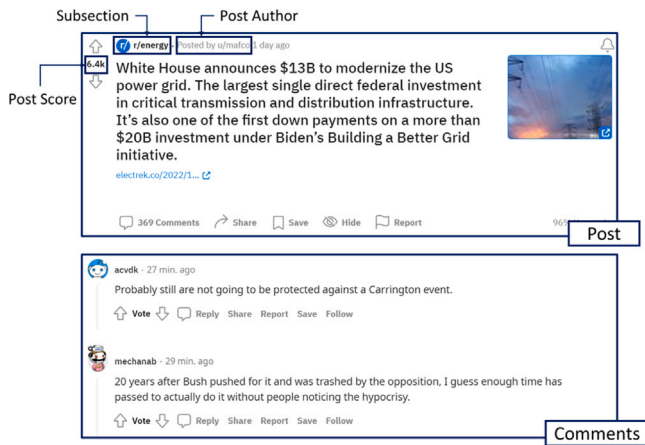 Subsection
Post Author
r/energy · Posted by u/mafco 1 day ago
6.4k
Post Score
White House announces $13B to modernize the US
power grid. The largest single direct federal investment
in critical transmission and distribution infrastructure.
It's also one of the first down payments on a more than
$20B investment under Biden's Building a Better Grid
initiative.
electrek.co/2022/1...
369 Comments Share Save Hide Report
Post
acvdk · 27 min. ago
Probably still are not going to be protected against a Carrington event.
Vote Reply Share Report Save Follow
mechanab · 29 min. ago
20 years after Bush pushed for it and was trashed by the opposition, I guess enough time has
passed to actually do it without people noticing the hypocrisy.
Vote Reply Share Report Save Follow
Comments